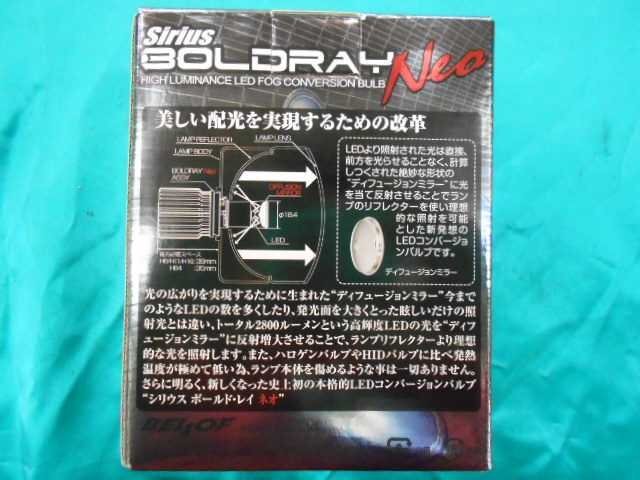 Sirius
BOLDRAY Neo
HIGH LUMINANCE LED FOG CONVERSION BULB
美しい配光を実現するための改革
LAMP REFLECTOR
LAMP LENS
LAMP BODY
BOLDRAY Neo
ASSY
DIFFUSION
MIRROR
φ18.4
LED
後方必要スペース
LEDより照射された光は直接、
前方を光らせることなく、計算
しつくされた絶妙な形状の
"ディフュージョンミラー"に光
を当て反射させることでラン
プのリフレクターを使い理想
的な照射を可能
とした新発想の
LEDコンバージョ
ンバルブです。
ディフュージョンミラー
光の広がりを実現するために生まれた"ディフュージョンミラー"今まで
のようなLEDの数を多くしたり、発光面を大きくとった眩しいだけの照
射光とは違い、トータル2800ルーメンという高輝度LEDの光を"ディフ
ュージョンミラー"に反射増大させることで、ランプリフレクターより理想
的な光を照射します。また、ハロゲンバルブやHIDバルブに比べ発熱
温度が極めて低い為、ランプ本体を傷めるような事は一切ありません。
さらに明るく、新しくなった史上初の本格的LEDコンバージョンバルブ
"シリウス ボールド・レイ ネオ"
BELLOF